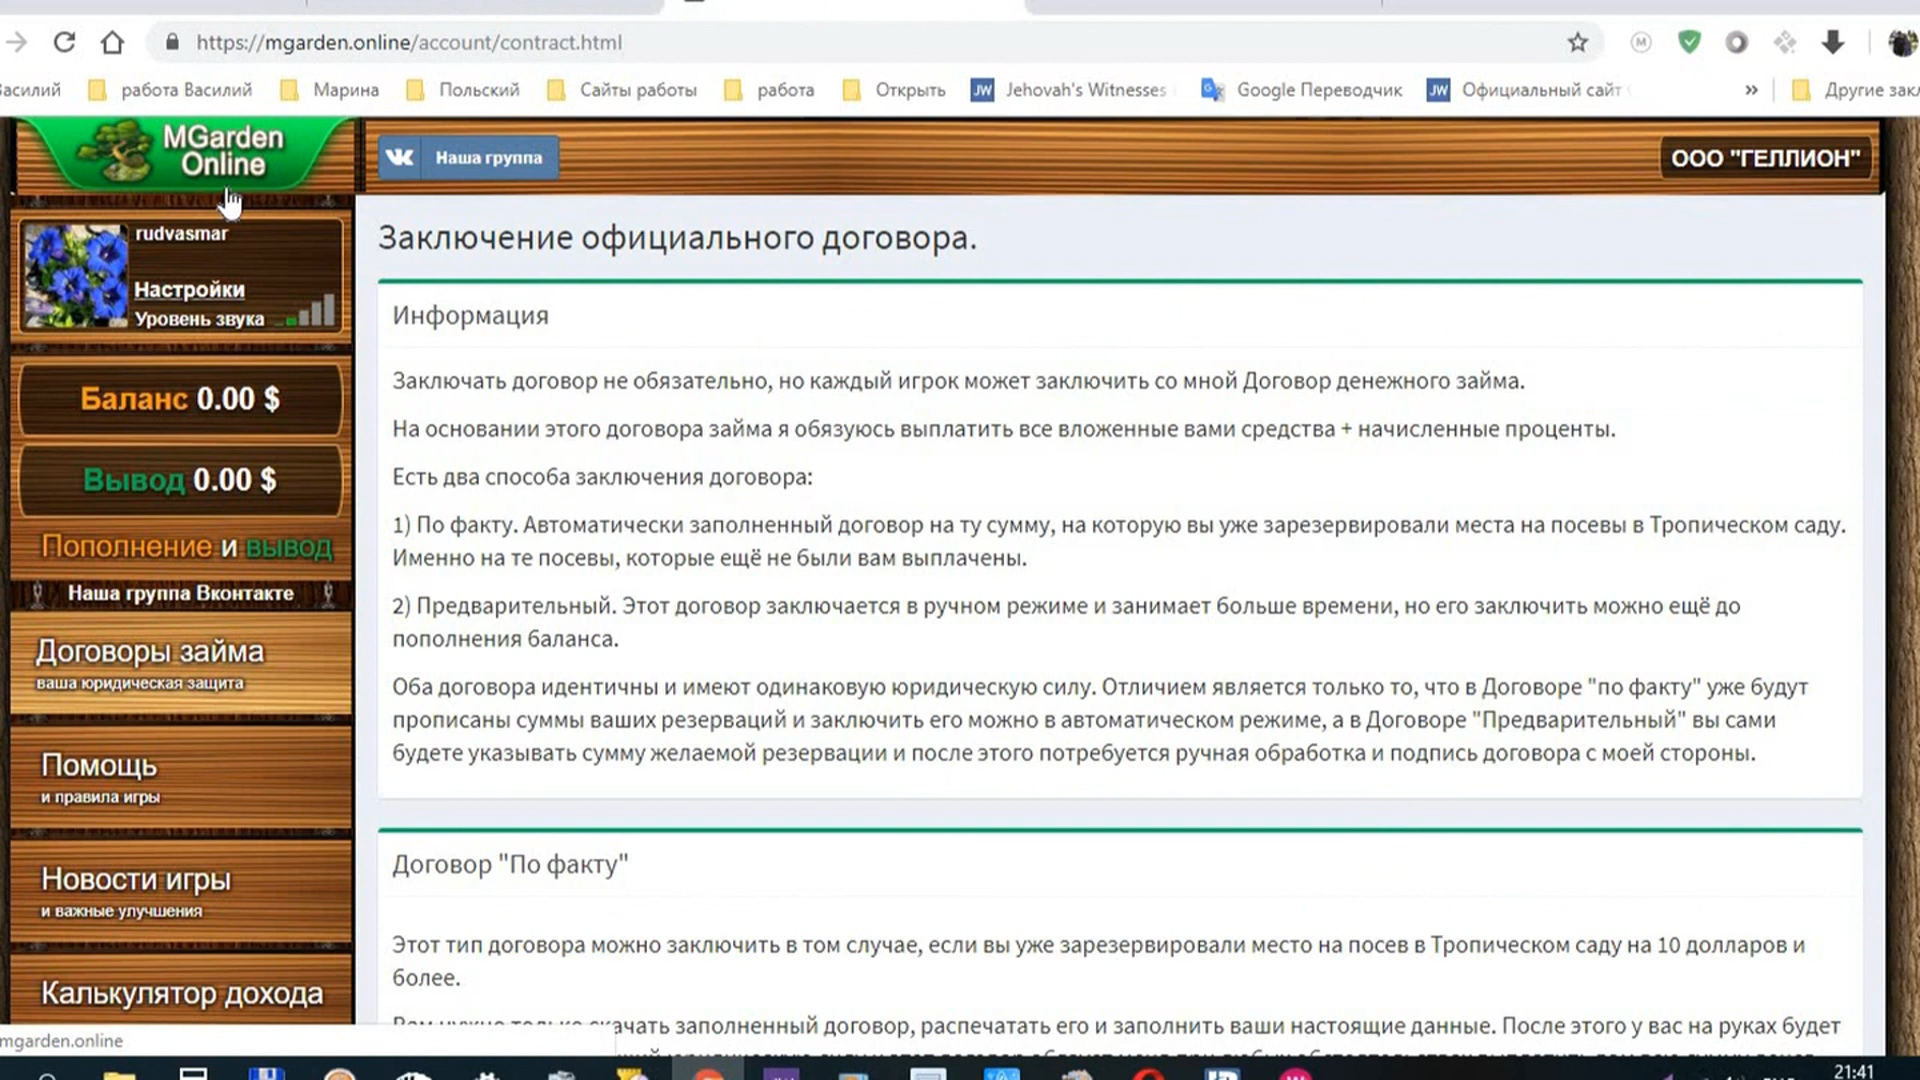 https://mgarden.online/account/contract.html
Василий
работа Василий
Марина
Польский
Сайты работы
работа
Открыть
JW
Jehovah's Witnesses
Google Переводчик
JW
Официальный сайт
»
Другие закл
MGarden
Online
Наша группа
ООО "ГЕЛЛИОН"
rudvasmar
Настройки
Уровень звука
Баланс 0.00 $
Вывод 0.00 $
Пополнение и вывод
Наша группа Вконтакте
Договоры займа
ваша юридическая защита
Помощь
и правила игры
Новости игры
и важные улучшения
Калькулятор дохода
Заключение официального договора.
Информация
Заключать договор не обязательно, но каждый игрок может заключить со мной Договор денежного займа.
На основании этого договора займа я обязуюсь выплатить все вложенные вами средства + начисленные проценты.
Есть два способа заключения договора:
1) По факту. Автоматически заполненный договор на ту сумму, на которую вы уже зарезервировали места на посевы в Тропическом саду.
Именно на те посевы, которые ещё не были вам выплачены.
2) Предварительный. Этот договор заключается в ручном режиме и занимает больше времени, но его заключить можно ещё до
пополнения баланса.
Оба договора идентичны и имеют одинаковую юридическую силу. Отличием является только то, что в Договоре "по факту" уже будут
прописаны суммы ваших резерваций и заключить его можно в автоматическом режиме, а в Договоре "Предварительный" вы сами
будете указывать сумму желаемой резервации и после этого потребуется ручная обработка и подпись договора с моей стороны.
Договор "По факту"
Этот тип договора можно заключить в том случае, если вы уже зарезервировали место на посев в Тропическом саду на 10 долларов и
более.
Вам нужно только скачать заполненный договор, распечатать его и заполнить ваши настоящие данные. После этого у вас на руках будет
mgarden.online
21:41